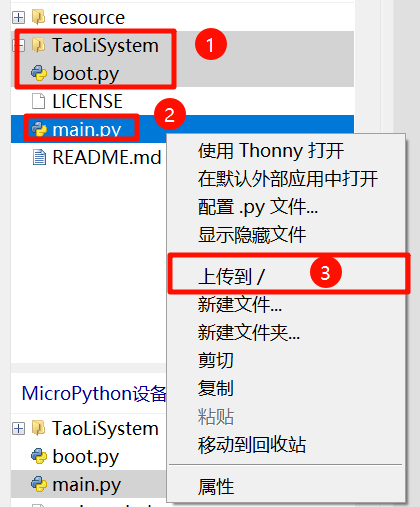 resource
TaoLiSystem
1
boot.py
LICENSE
2
main.py
README.md
使用 Thonny 打开
在默认外部应用中打开
配置 .py 文件...
显示隐藏文件
上传到 /
3
新建文件...
新建文件夹...
剪切
复制
粘贴
移动到回收站
属性
MicroPython设备
TaoLiSystem
boot.py
main.py